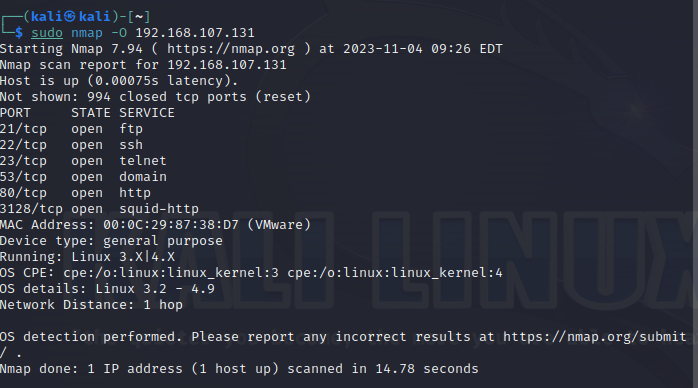 ┌──(kali㉿kali)-[~]
└─$ sudo nmap -O 192.168.107.131
Starting Nmap 7.94 ( https://nmap.org ) at 2023-11-04 09:26 EDT
Nmap scan report for 192.168.107.131
Host is up (0.00075s latency).
Not shown: 994 closed tcp ports (reset)
PORT     STATE SERVICE
21/tcp   open  ftp
22/tcp   open  ssh
23/tcp   open  telnet
53/tcp   open  domain
80/tcp   open  http
3128/tcp open  squid-http
MAC Address: 00:0C:29:87:38:D7 (VMware)
Device type: general purpose
Running: Linux 3.X|4.X
OS CPE: cpe:/o:linux:linux_kernel:3 cpe:/o:linux:linux_kernel:4
OS details: Linux 3.2 - 4.9
Network Distance: 1 hop
KALI LINUX
OS detection performed. Please report any incorrect results at https://nmap.org/submit
/ .
Nmap done: 1 IP address (1 host up) scanned in 14.78 seconds